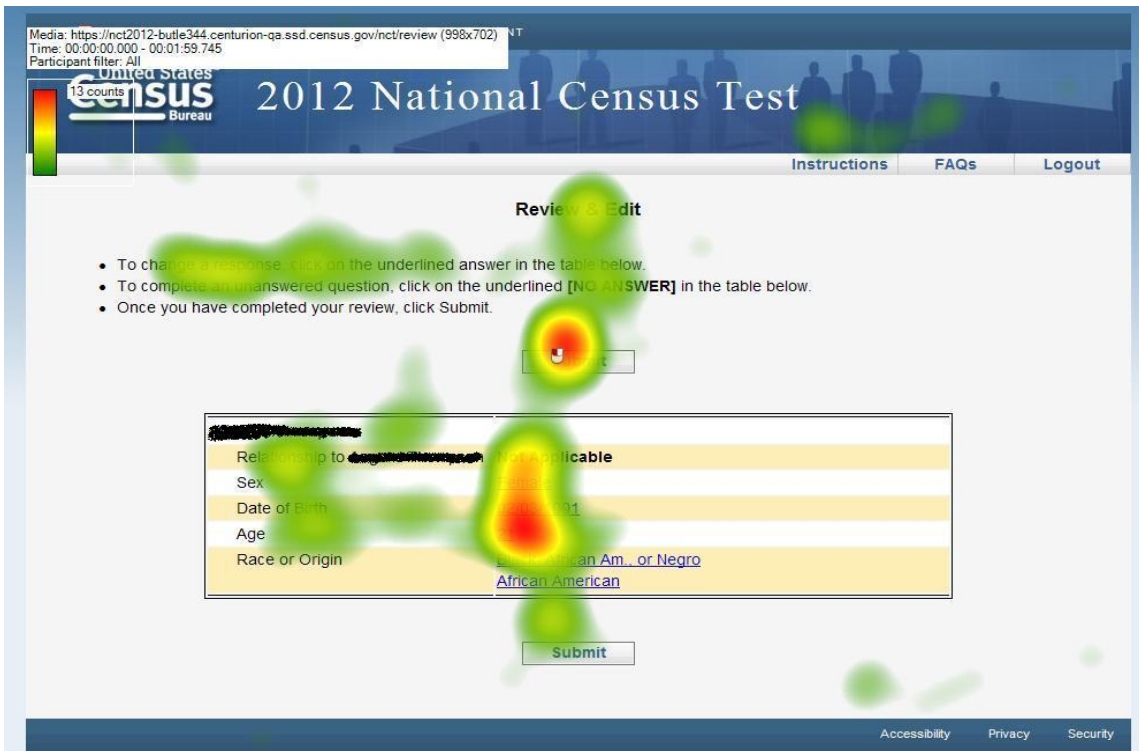 Media: https://nct2012-butle344.centurion-qa.ssd.census.gov/nct/review (998x702)
NT
Time: 00:00:00.000 - 00:01:59.745
Participant filter: All
13 counts
United States
Census
Bureau
2012 National Census Test
Instructions FAQs Logout
Review & Edit
• To change a response, click on the underlined answer in the table below.
• To complete an unanswered question, click on the underlined [NO ANSWER] in the table below.
• Once you have completed your review, click Submit.
Submit
Relationship to Not Applicable
Sex Female
Date of Birth
Age
Race or Origin Black, African Am., or Negro
African American
Submit
Accessibility Privacy Security